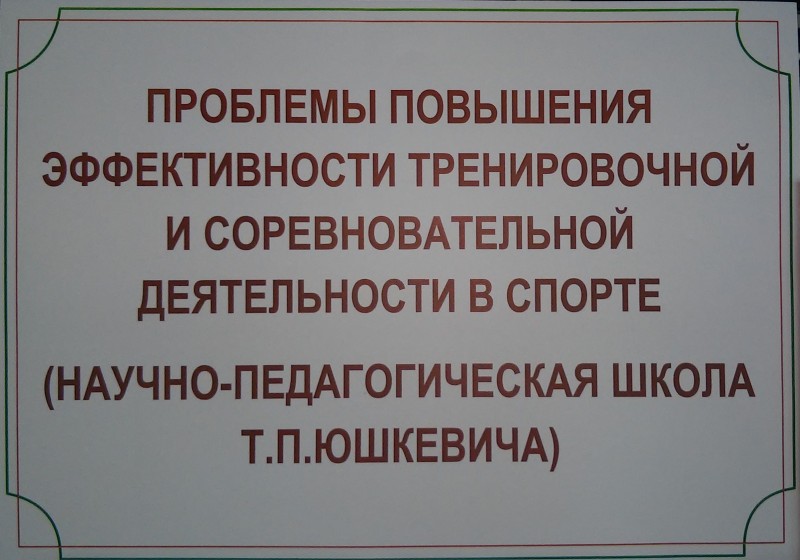 ПРОБЛЕМЫ ПОВЫШЕНИЯ
ЭФФЕКТИВНОСТИ ТРЕНИРОВОЧНОЙ
И СОРЕВНОВАТЕЛЬНОЙ
ДЕЯТЕЛЬНОСТИ В СПОРТЕ
(НАУЧНО-ПЕДАГОГИЧЕСКАЯ ШКОЛА
Т.П.ЮШКЕВИЧА)